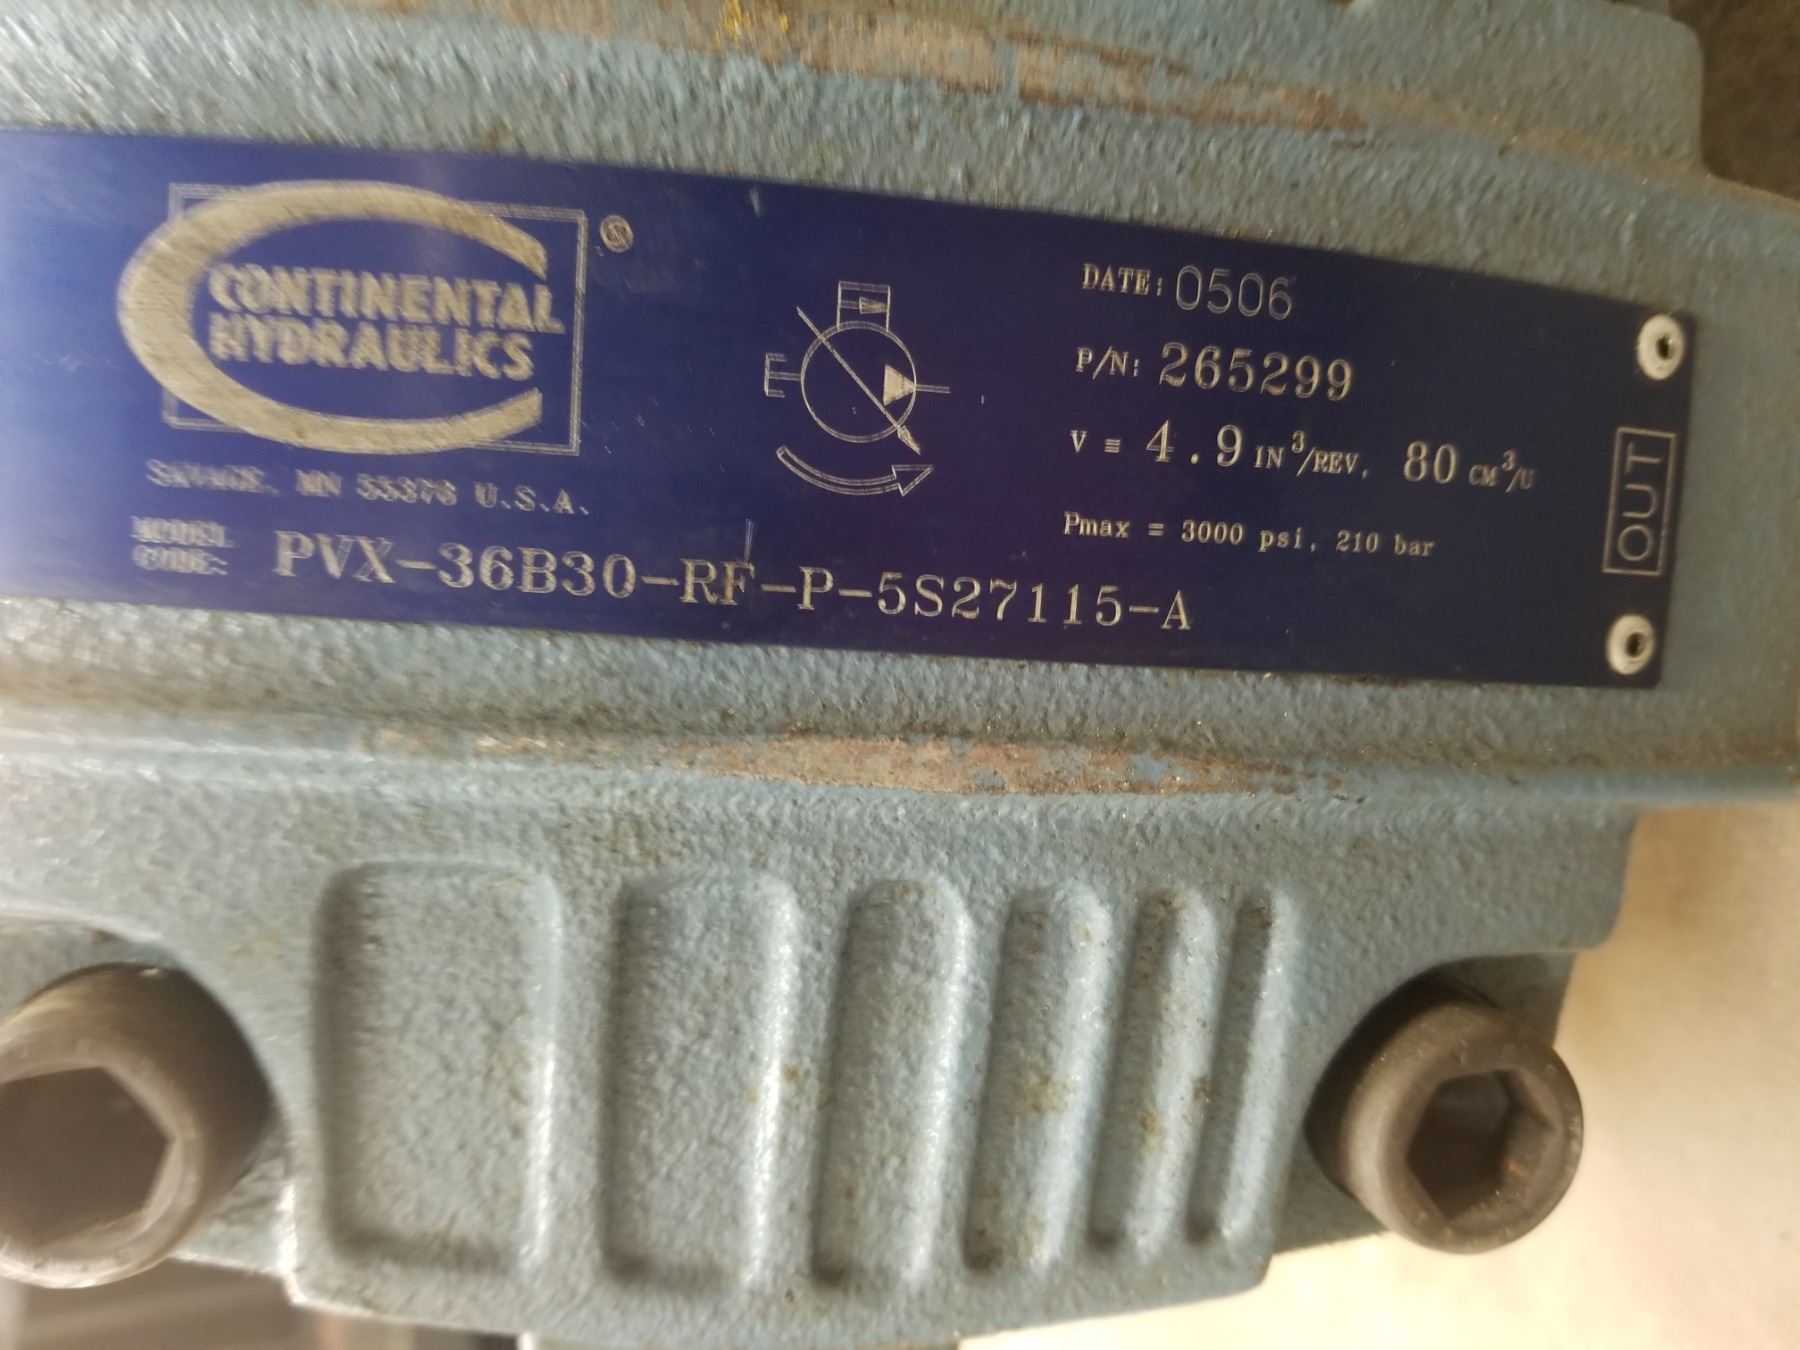 CONTINENTAL
HYDRAULICS
®
SAVAGE, MN 55378 U.S.A.
MODEL
CODE: PVX-36B30-RF-P-5S27115-A
DATE: 0506
P/N: 265299
V = 4.9 IN³/REV, 80 CM³/U
Pmax = 3000 psi, 210 bar
OUT